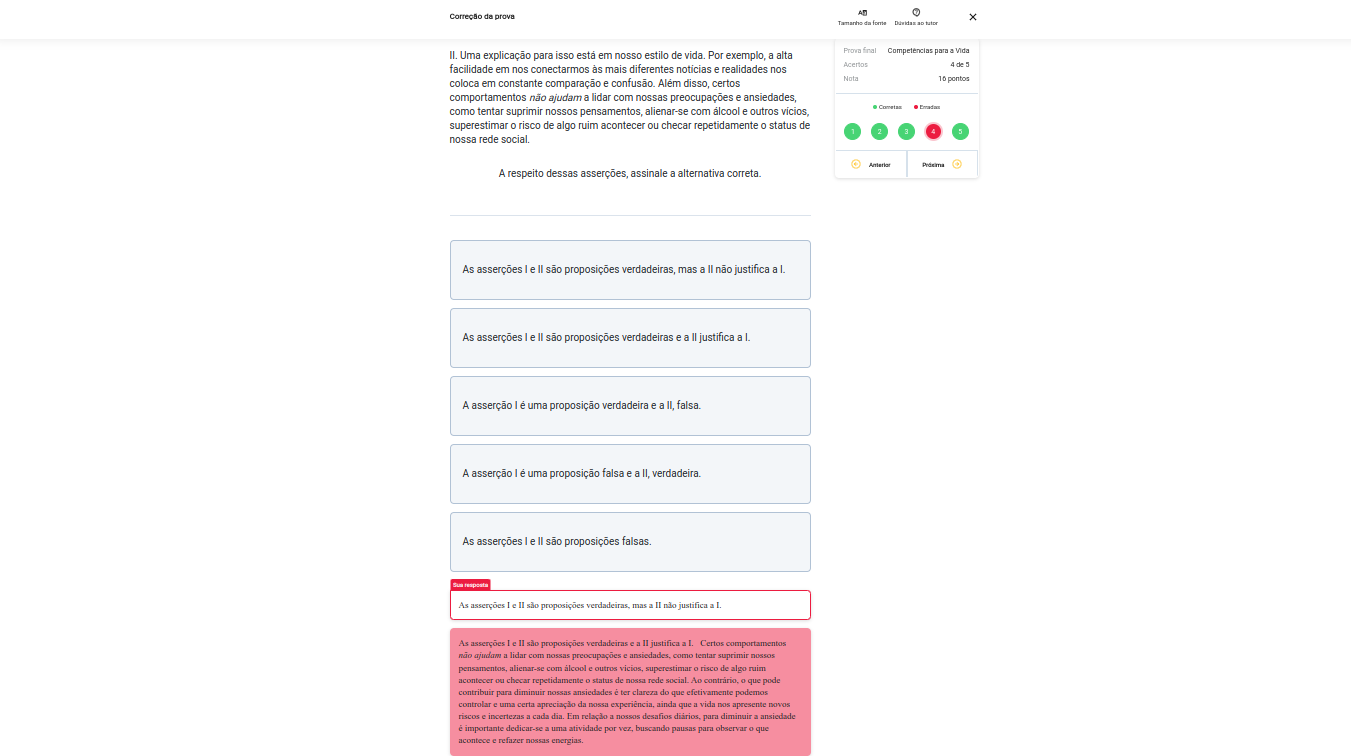 Correção da prova
Tamanho da fonte
Dúvidas ao tutor
II. Uma explicação para isso está em nosso estilo de vida. Por exemplo, a alta
facilidade em nos conectarmos às mais diferentes notícias e realidades nos
coloca em constante comparação e confusão. Além disso, certos
comportamentos não ajudam a lidar com nossas preocupações e ansiedades,
como tentar suprimir nossos pensamentos, alienar-se com álcool e outros vícios,
superestimar o risco de algo ruim acontecer ou checar repetidamente o status de
nossa rede social.
A respeito dessas asserções, assinale a alternativa correta.
As asserções I e II são proposições verdadeiras, mas a II não justifica a I.
As asserções I e II são proposições verdadeiras e a II justifica a I.
A asserção I é uma proposição verdadeira e a II, falsa.
A asserção I é uma proposição falsa e a II, verdadeira.
As asserções I e II são proposições falsas.
Sua resposta
As asserções I e II são proposições verdadeiras, mas a II não justifica a I.
As asserções I e II são proposições verdadeiras e a II justifica a I. Certos comportamentos
não ajudam a lidar com nossas preocupações e ansiedades, como tentar suprimir nossos
pensamentos, alienar-se com álcool e outros vícios, superestimar o risco de algo ruim
acontecer ou checar repetidamente o status de nossa rede social. Ao contrário, o que pode
contribuir para diminuir nossas ansiedades é ter clareza do que efetivamente podemos
controlar e uma certa apreciação da nossa experiência, ainda que a vida nos apresente novos
riscos e incertezas a cada dia. Em relação a nossos desafios diários, para diminuir a ansiedade
é importante dedicar-se a uma atividade por vez, buscando pausas para observar o que
acontece e refazer nossas energias.
Prova final Competências para a Vida
Acertos 4 de 5
Nota 16 pontos
Corretas Erradas
1 2 3 4 5
Anterior Próxima